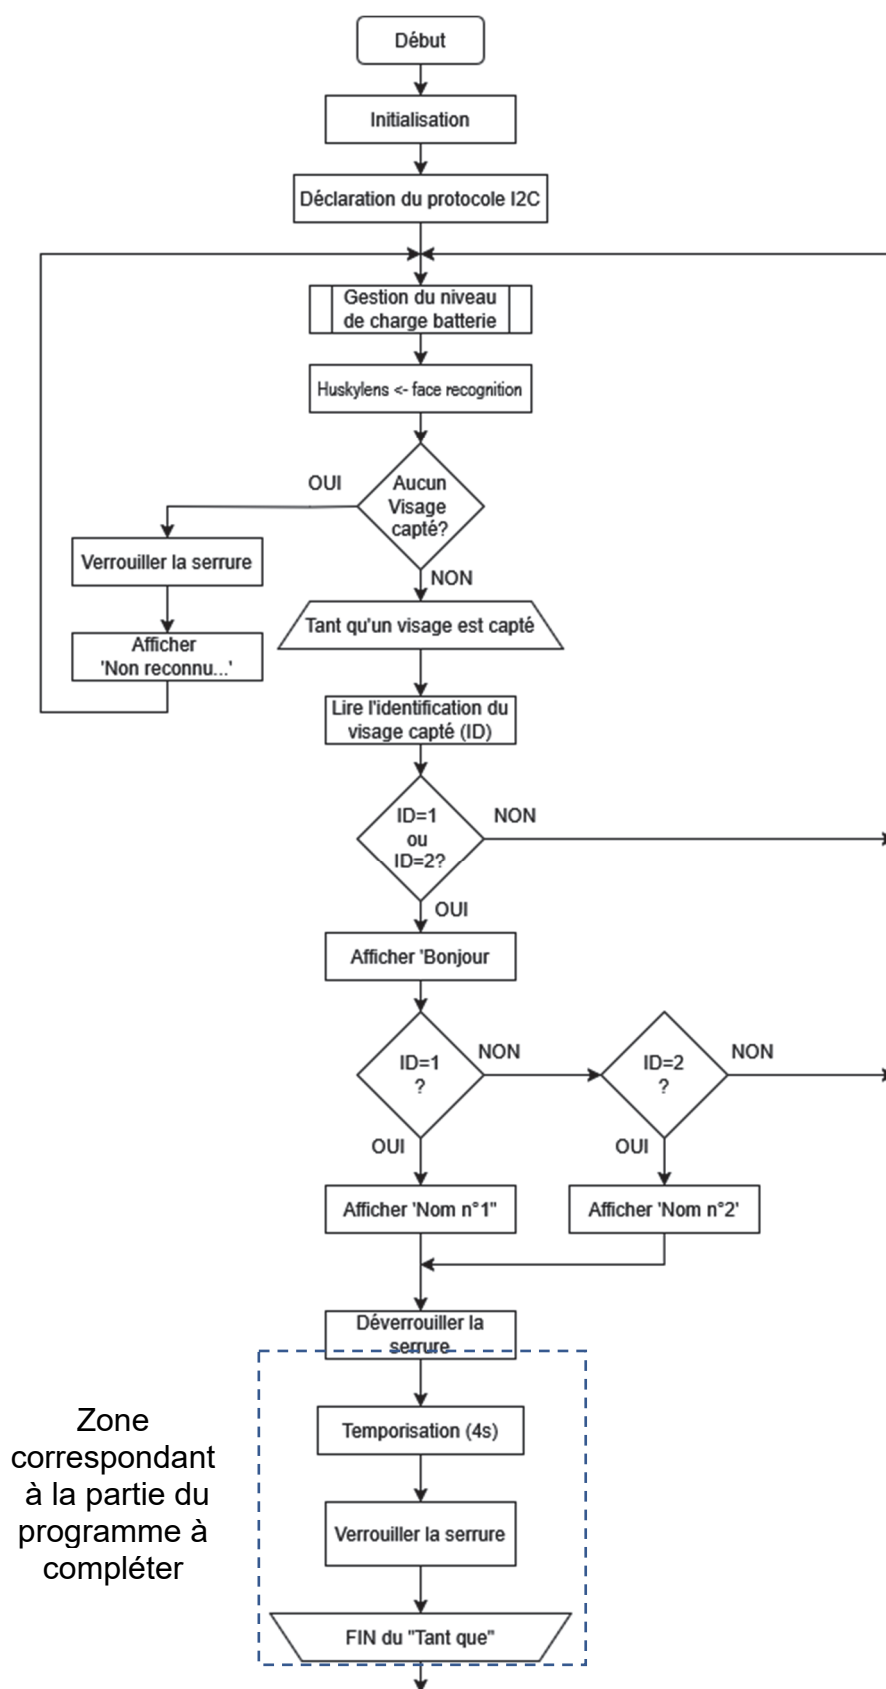 Début
Initialisation
Déclaration du protocole I2C
Gestion du niveau
de charge batterie
Huskylens <- face recognition
Aucun
Visage
capté?
OUI
NON
Verrouiller la serrure
Afficher
'Non reconnu...'
Tant qu'un visage est capté
Lire l'identification du
visage capté (ID)
ID=1
ou
ID=2?
NON
OUI
Afficher 'Bonjour
ID=1
?
NON
OUI
ID=2
?
NON
OUI
Afficher 'Nom n°1"
Afficher 'Nom n°2'
Déverrouiller la
serrure
Zone
correspondant
à la partie du
programme à
compléter
Temporisation (4s)
Verrouiller la serrure
FIN du "Tant que"